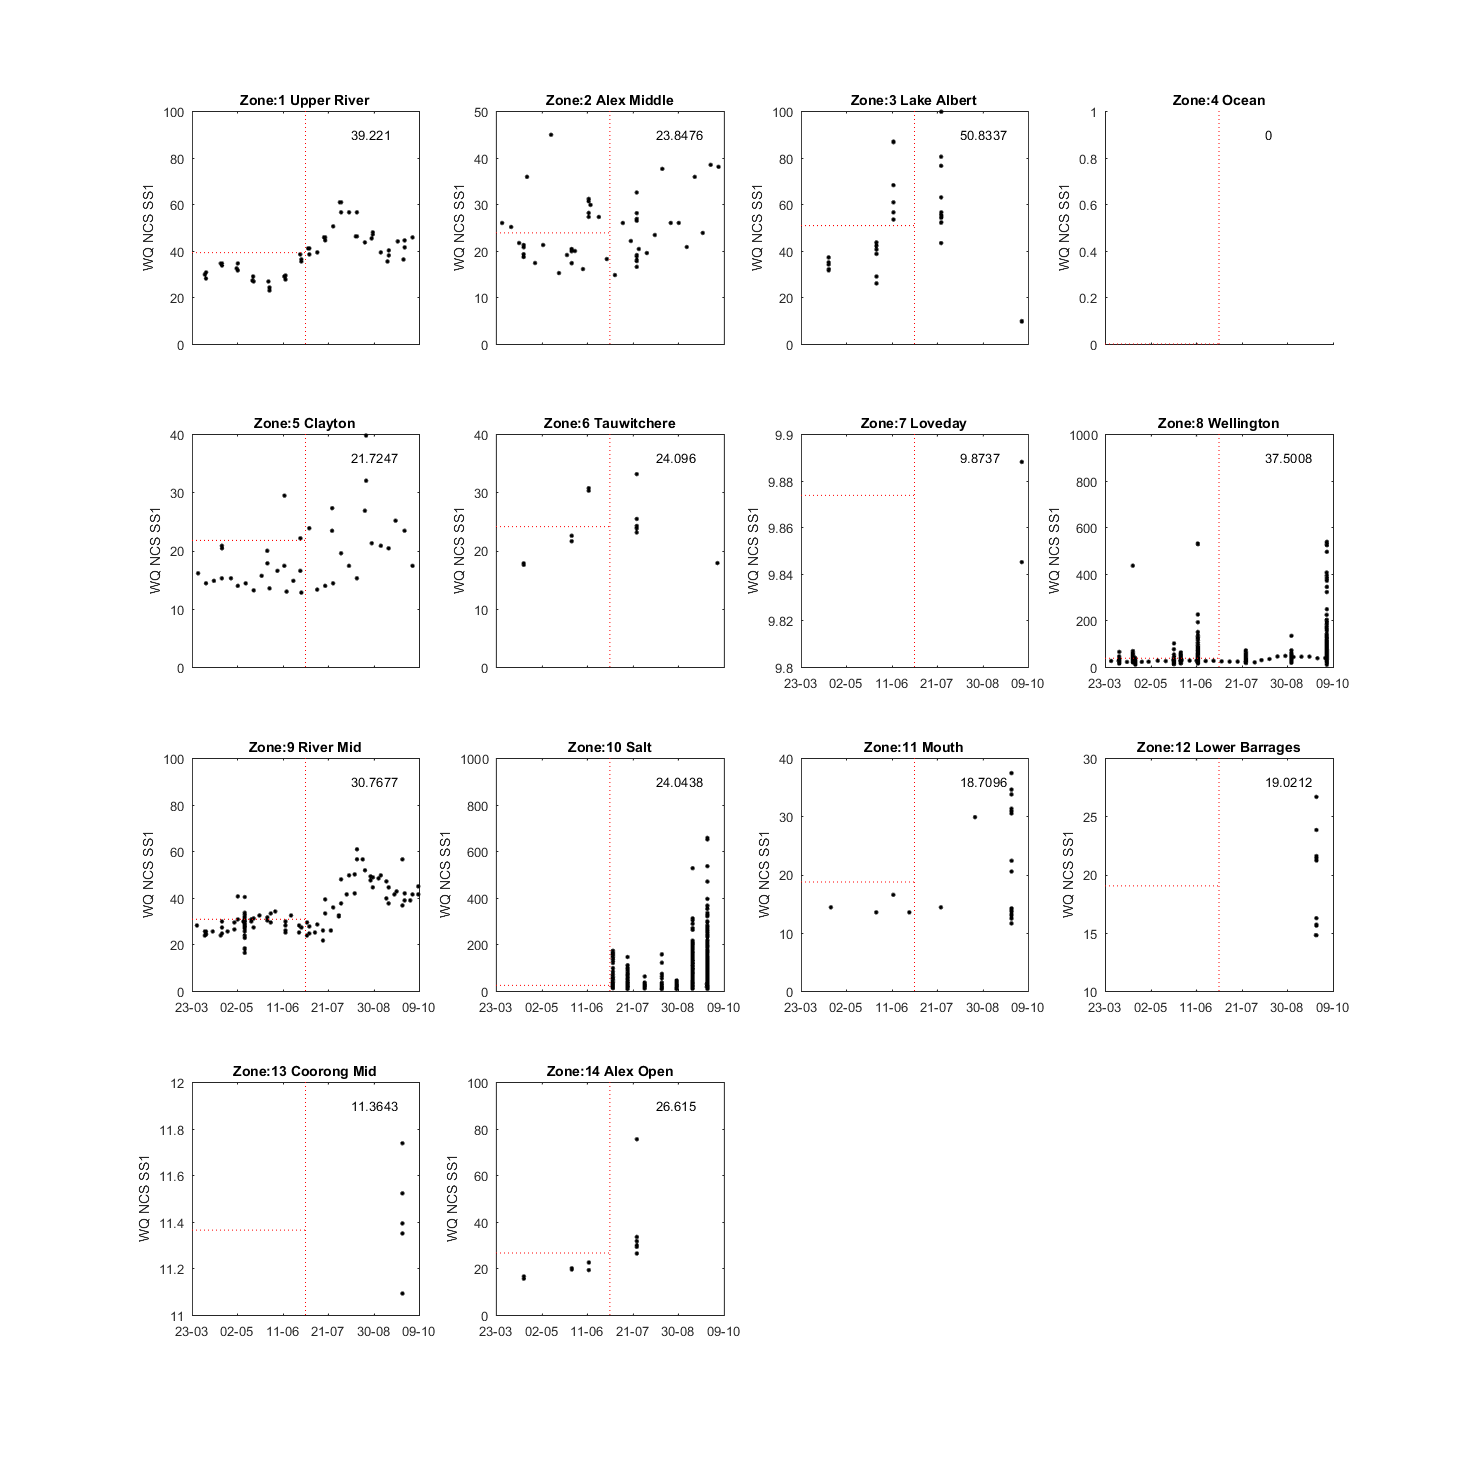 Zone:1 Upper River
WQ NCS SS1
100
80
60
40
20
0
39.221
Zone:2 Alex Middle
WQ NCS SS1
50
40
30
20
10
0
23.8476
Zone:3 Lake Albert
WQ NCS SS1
100
80
60
40
20
0
50.8337
Zone:4 Ocean
WQ NCS SS1
1
0.8
0.6
0.4
0.2
0
0
Zone:5 Clayton
WQ NCS SS1
40
30
20
10
0
21.7247
Zone:6 Tauwitchere
WQ NCS SS1
40
30
20
10
0
24.096
Zone:7 Loveday
WQ NCS SS1
9.9
9.88
9.86
9.84
9.82
9.8
9.8737
23-03 02-05 11-06 21-07 30-08 09-10
Zone:8 Wellington
WQ NCS SS1
1000
800
600
400
200
0
37.5008
23-03 02-05 11-06 21-07 30-08 09-10
Zone:9 River Mid
WQ NCS SS1
100
80
60
40
20
0
30.7677
23-03 02-05 11-06 21-07 30-08 09-10
Zone:10 Salt
WQ NCS SS1
1000
800
600
400
200
0
24.0438
23-03 02-05 11-06 21-07 30-08 09-10
Zone:11 Mouth
WQ NCS SS1
40
30
20
10
0
18.7096
23-03 02-05 11-06 21-07 30-08 09-10
Zone:12 Lower Barrages
WQ NCS SS1
30
25
20
15
10
19.0212
23-03 02-05 11-06 21-07 30-08 09-10
Zone:13 Coorong Mid
WQ NCS SS1
12
11.8
11.6
11.4
11.2
11
11.3643
23-03 02-05 11-06 21-07 30-08 09-10
Zone:14 Alex Open
WQ NCS SS1
100
80
60
40
20
0
26.615
23-03 02-05 11-06 21-07 30-08 09-10